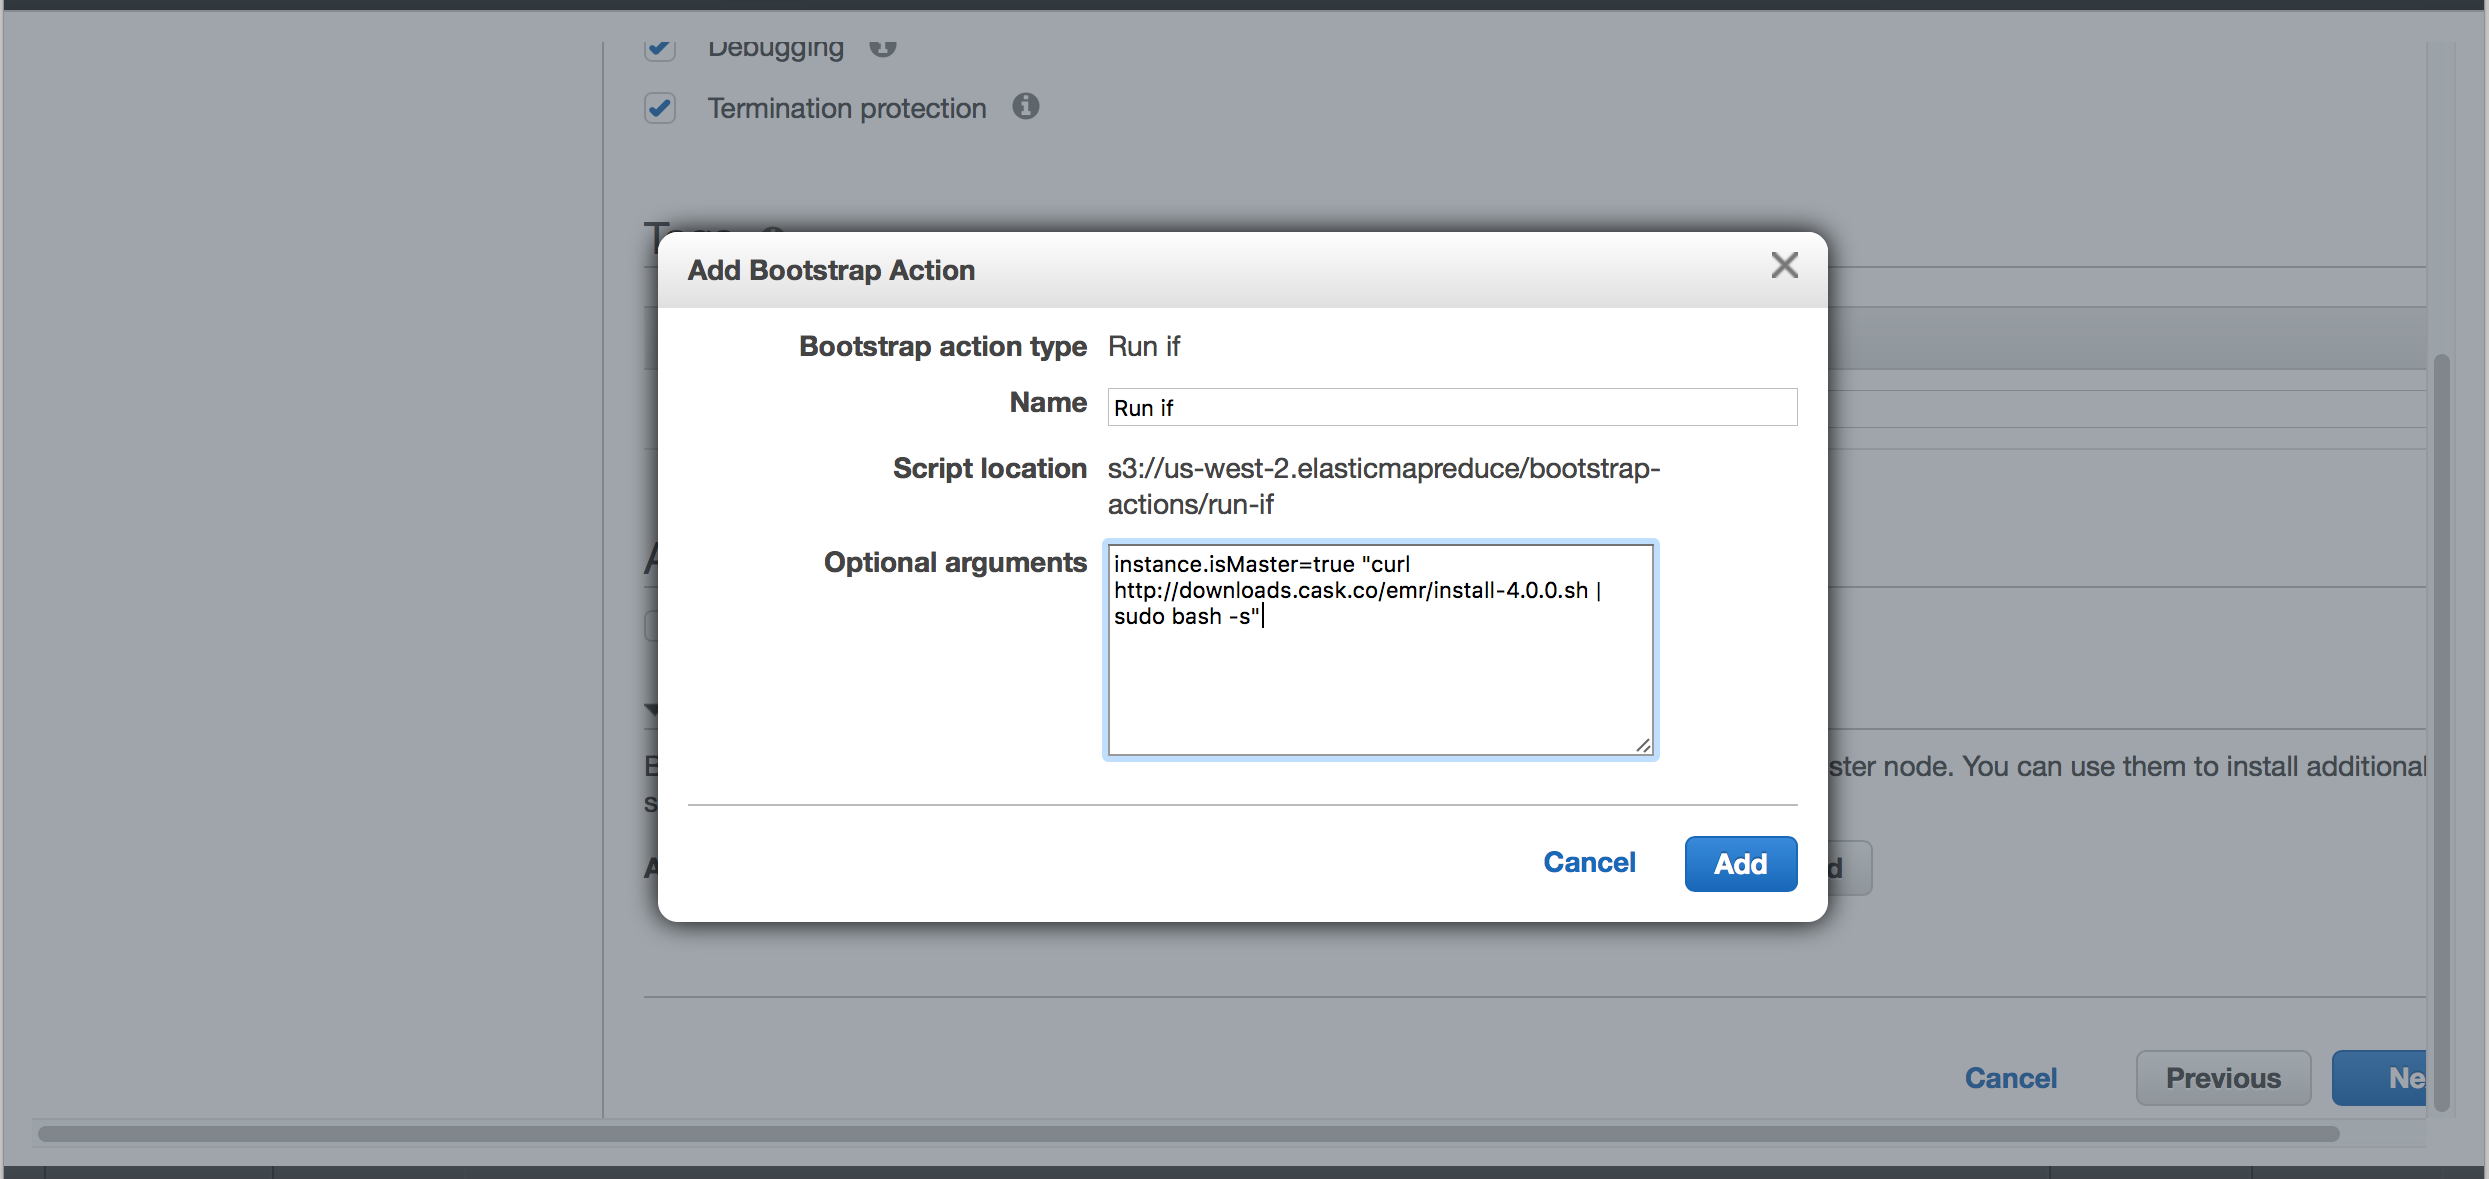 Debugging
Termination protection
Tags
Add Bootstrap Action
Bootstrap action type Run if
Name Run if
Script location s3://us-west-2.elasticmapreduce/bootstrap-
actions/run-if
Optional arguments instance.isMaster=true "curl
http://downloads.cask.co/emr/install-4.0.0.sh |
sudo bash -s"
ster node. You can use them to install additional
Cancel Add
Cancel Previous Ne